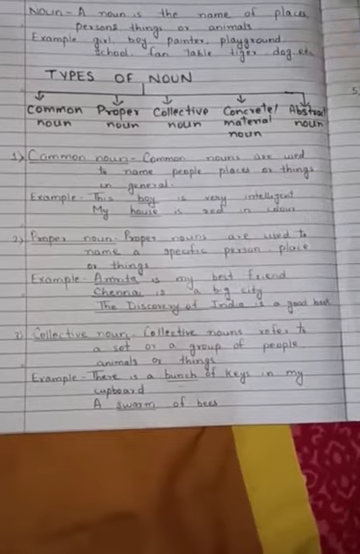 Noun - A noun is the name of places
persons, things or animals
Example girl, boy, painter, playground
school, fan table, tiger, dog, etc
TYPES OF NOUN
Common noun
Proper noun
Collective noun
Concrete/ material noun
Abstract noun
1) Common noun - Common nouns are used
to name people places or things
in general.
Example - This boy is very intelligent
My house is red in colour
2) Proper noun - Proper nouns are used to
name a specific person, place
or things
Example - Amrita is my best friend
Chennai is a big city
The Discovery of India is a good book
3) Collective noun - Collective nouns refer to
a set or a group of people
animals or things
Example - There is a bunch of keys in my
cupboard
A swarm of bees
5